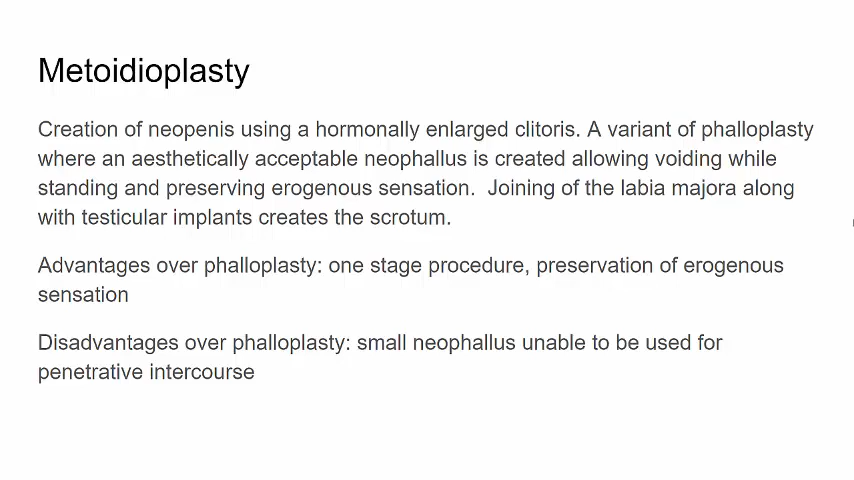 Metoidioplasty
Creation of neopenis using a hormonally enlarged clitoris. A variant of phalloplasty
where an aesthetically acceptable neophallus is created allowing voiding while
standing and preserving erogenous sensation.  Joining of the labia majora along
with testicular implants creates the scrotum.
Advantages over phalloplasty: one stage procedure, preservation of erogenous
sensation
Disadvantages over phalloplasty: small neophallus unable to be used for
penetrative intercourse